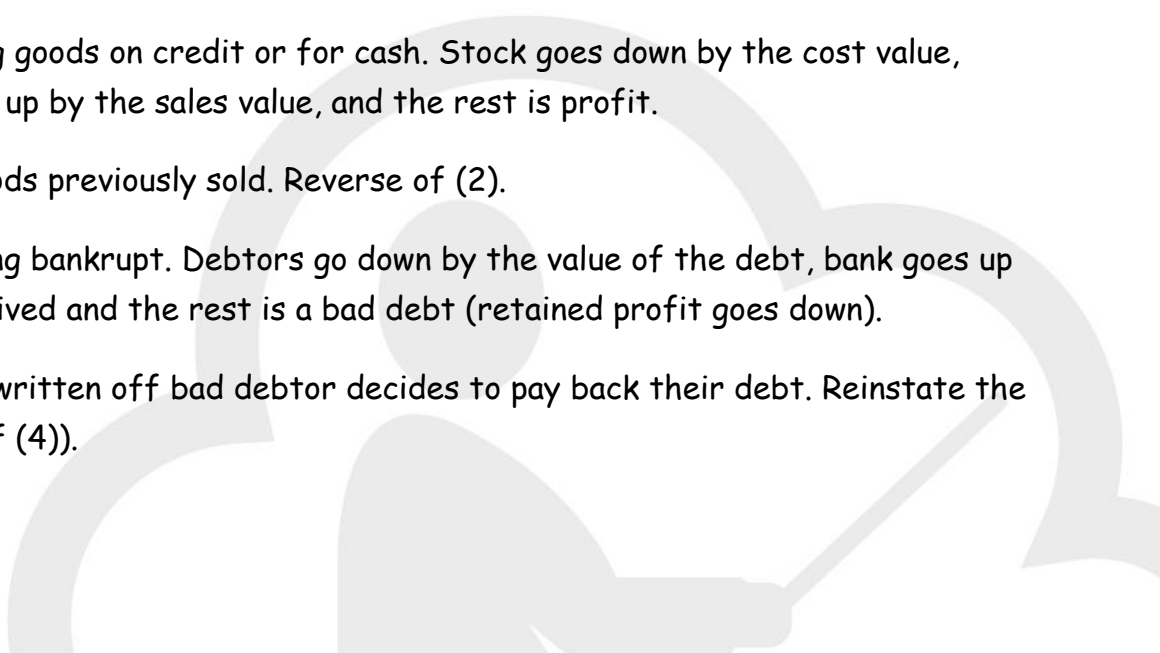 goods on credit or for cash. Stock goes down by the cost value,
up by the sales value, and the rest is profit.
previously sold. Reverse of (2).
bankrupt. Debtors go down by the value of the debt, bank goes up
and the rest is a bad debt (retained profit goes down).
written off bad debtor decides to pay back their debt. Reinstate the
(4)).